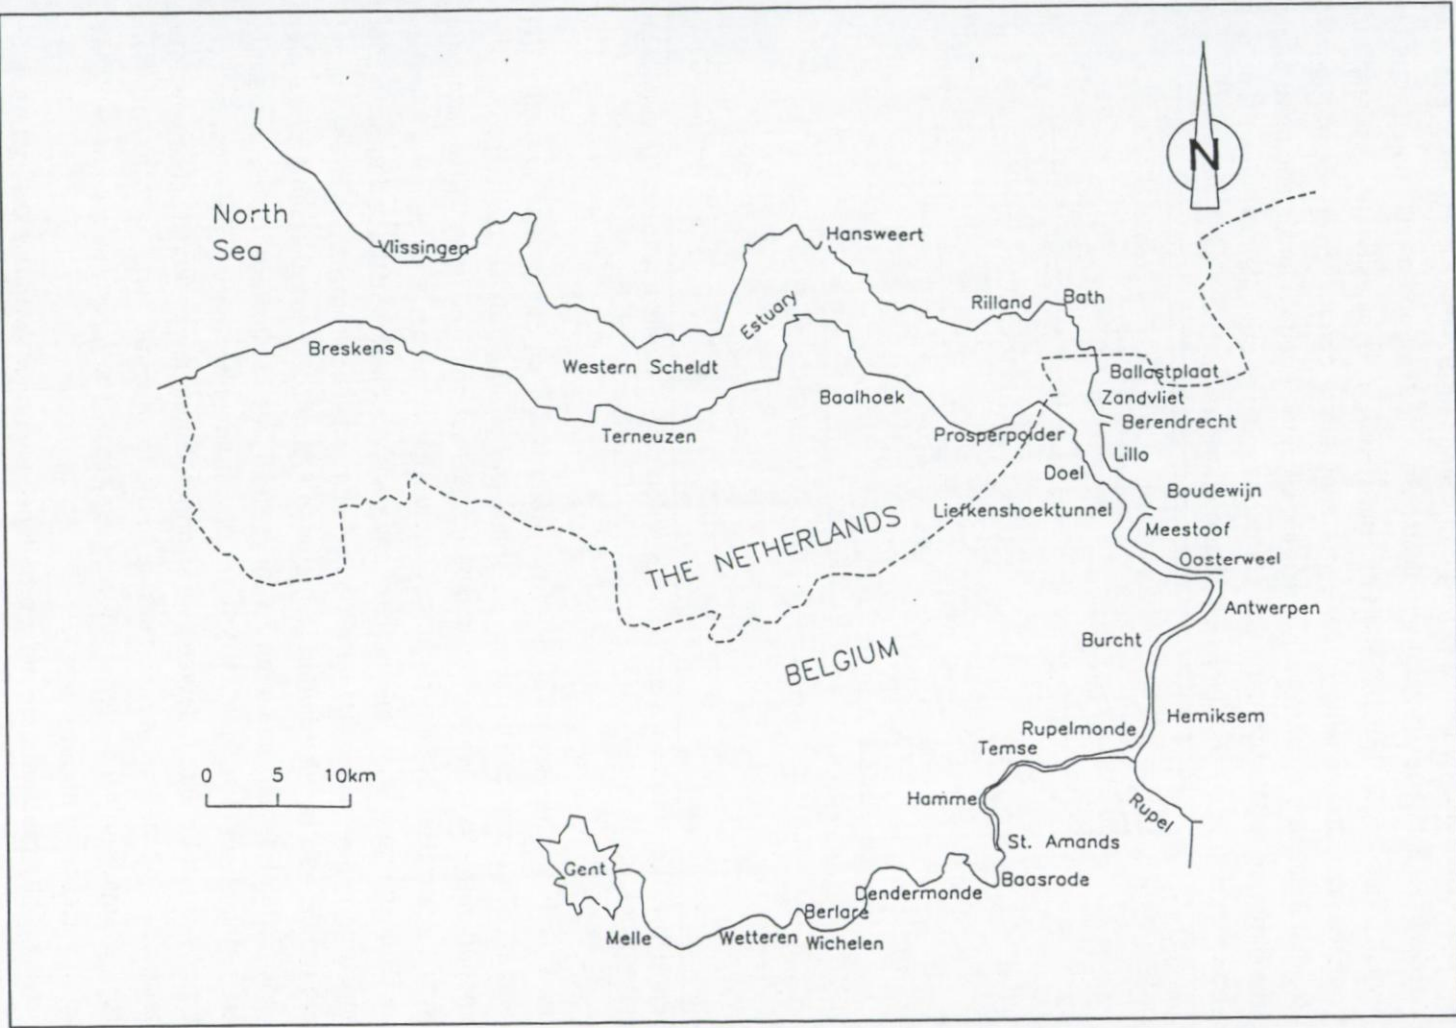 N
North
Sea
Vlissingen
Hansweert
Estuary
Rilland
Bath
Breskens
Western Scheldt
Ballastplaat
Baalhoek
Zandvliet
Berendrecht
Terneuzen
Prosperpolder
Lillo
Doel
Boudewijn
Liefkenshoektunnel
THE NETHERLANDS
Meestoof
Oosterweel
Antwerpen
Burcht
BELGIUM
Hemiksem
Rupelmonde
Temse
0 5 10km
Hamme
Rupel
St. Amands
Gent
Baasrode
Dendermonde
Berlare
Melle
Wetteren
Wichelen